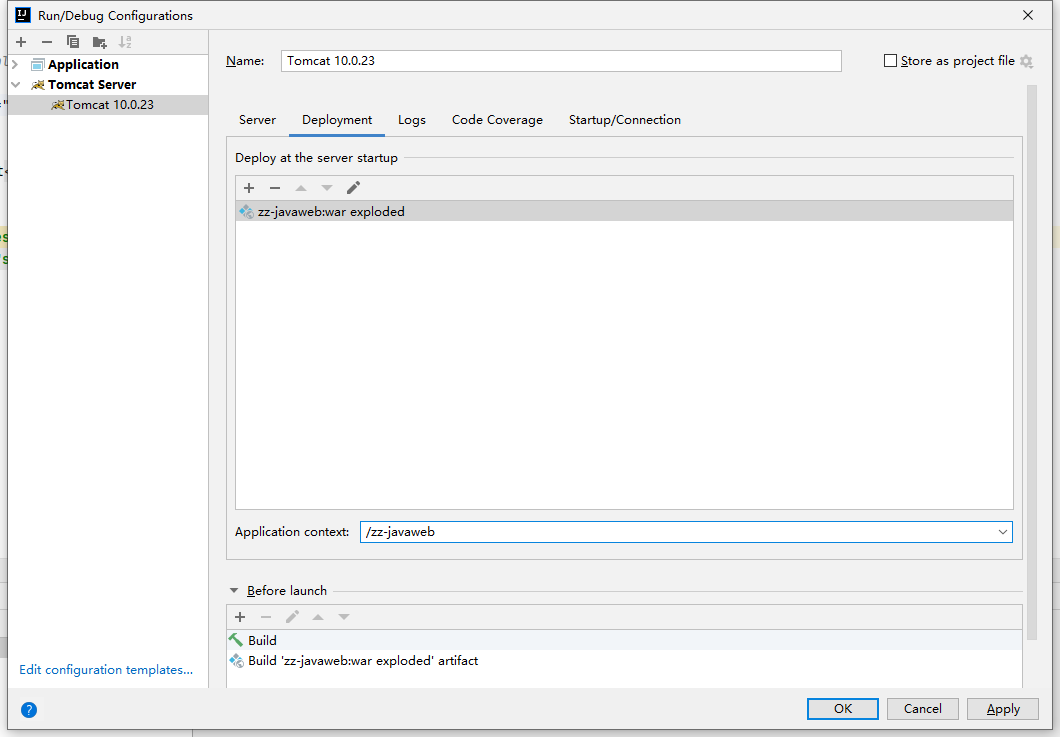 Run/Debug Configurations
Application
Tomcat Server
Tomcat 10.0.23
Edit configuration templates...
Name: Tomcat 10.0.23
Store as project file
Server Deployment Logs Code Coverage Startup/Connection
Deploy at the server startup
zz-javaweb:war exploded
Application context: /zz-javaweb
Before launch
Build
Build 'zz-javaweb:war exploded' artifact
? OK Cancel Apply